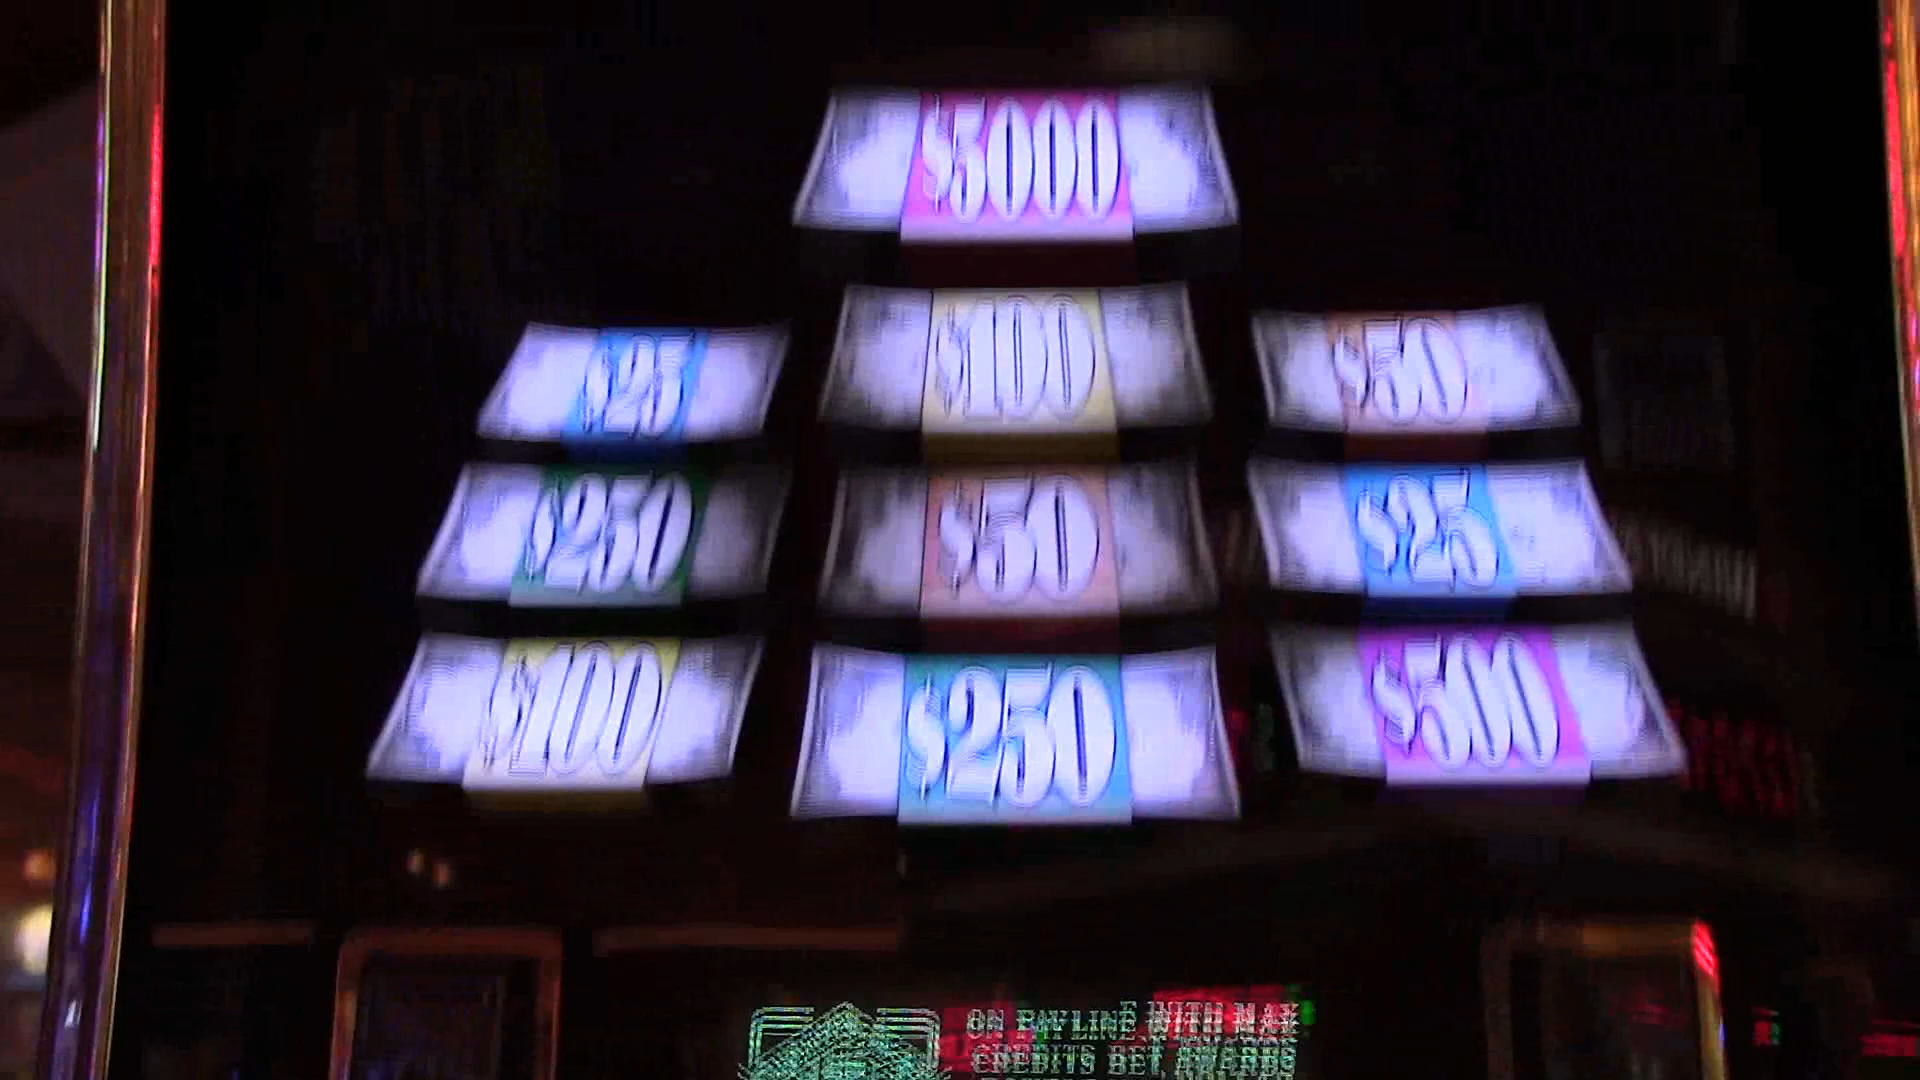 $5000
$25 $100 $50
$250 $50 $25
$100 $250 $500
ON PAYLINE WITH MAX
CREDITS BET AWARDS